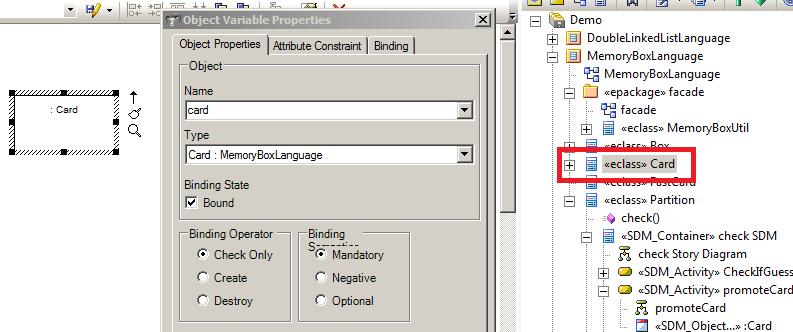 : Card
Object Variable Properties
Object Properties
Attribute Constraint
Binding
Object
Name
card
Type
Card : MemoryBoxLanguage
Binding State
Bound
Binding Operator
Check Only
Create
Destroy
Binding
Semantics
Mandatory
Negative
Optional
Demo
DoubleLinkedListLanguage
MemoryBoxLanguage
MemoryBoxLanguage
«epackage» facade
facade
«eclass» MemoryBoxUtil
«eclass» Box
«eclass» Card
«eclass» FastCard
«eclass» Partition
check()
«SDM_Container» check SDM
check Story Diagram
«SDM_Activity» CheckIfGuess
«SDM_Activity» promoteCard
promoteCard
«SDM_Object...» :Card